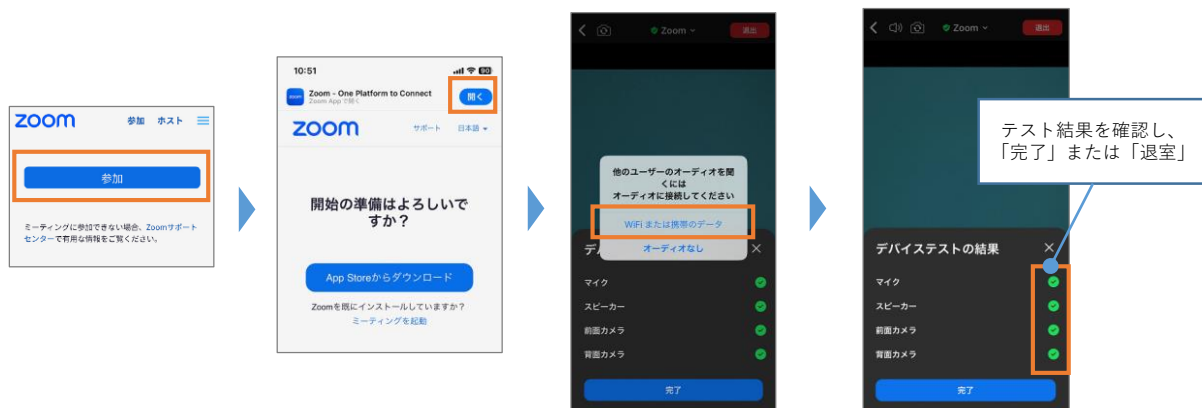 zoom 参加 ホスト
参加
ミーティングに参加できない場合、Zoomサポート
センターで有用な情報をご覧ください。
10:51
90
zoom
Zoom - One Platform to Connect
Zoom App で開く
開く
zoom サポート 日本語
開始の準備はよろしいで
すか？
App Storeからダウンロード
Zoomを既にインストールしていますか？
ミーティングを起動
Zoom
退出
他のユーザーのオーディオを聞
くには
オーディオに接続してください
WiFi または携帯のデータ
オーディオなし
デ
マイク
スピーカー
前面カメラ
背面カメラ
完了
Zoom
退出
テスト結果を確認し、
「完了」または「退室」
デバイステストの結果
マイク
スピーカー
前面カメラ
背面カメラ
完了